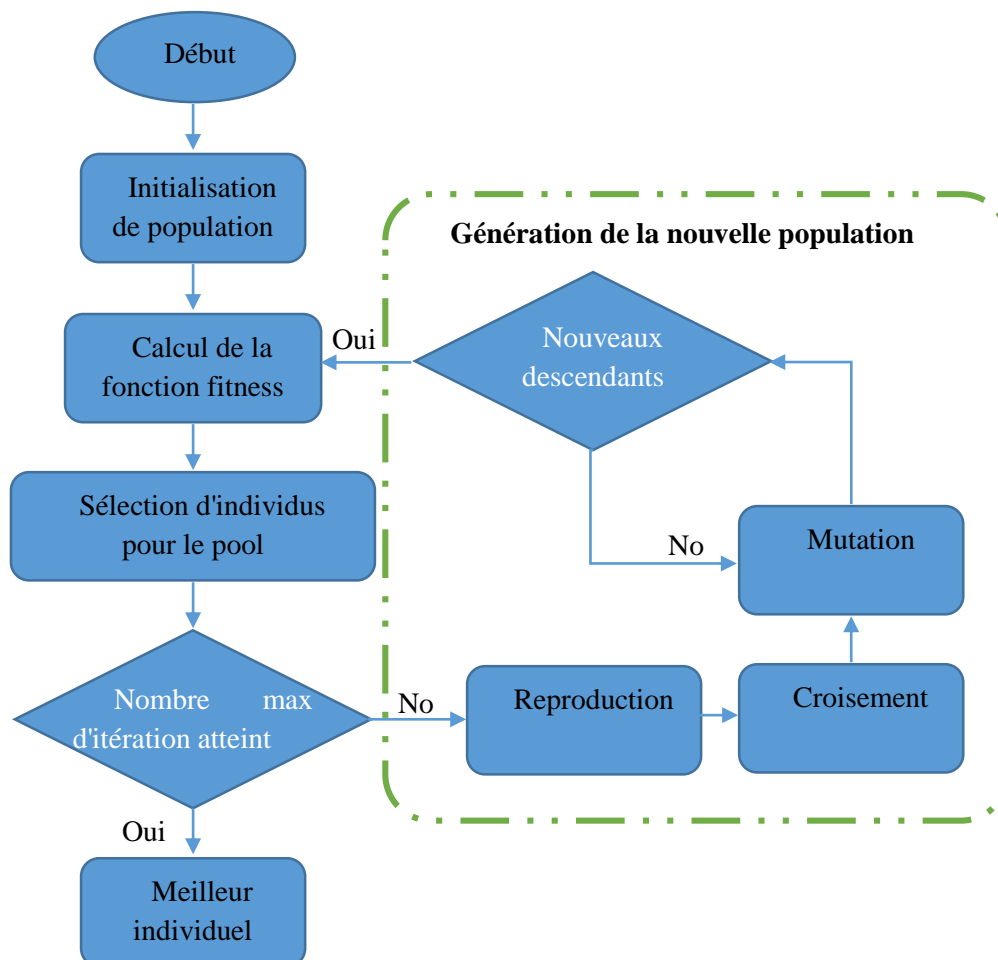 Début
Initialisation
de population
Génération de la nouvelle population
Oui
Nouveaux
descendants
Calcul de la
fonction fitness
Sélection d'individus
pour le pool
No
Mutation
Nombre max
d'itération atteint
No
Reproduction
Croisement
Oui
Meilleur
individuel